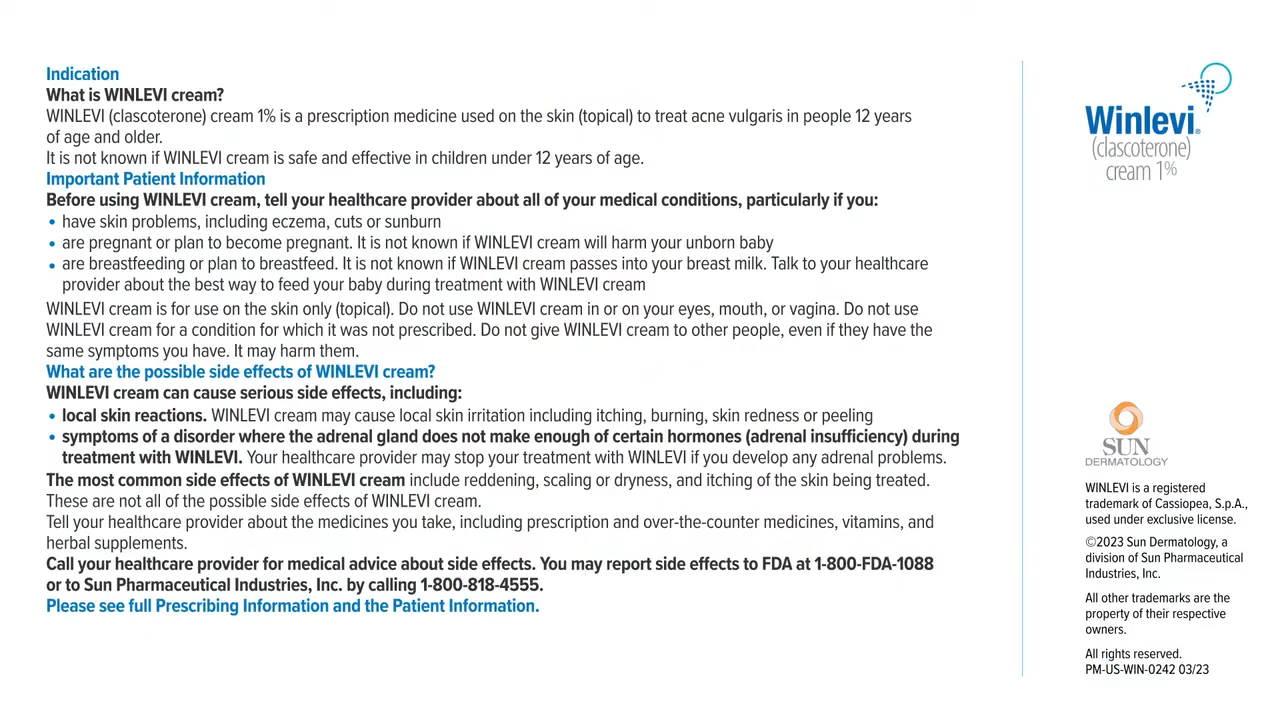 Indication
What is WINLEVI cream?
WINLEVI (clascoterone) cream 1% is a prescription medicine used on the skin (topical) to treat acne vulgaris in people 12 years
of age and older.
It is not known if WINLEVI cream is safe and effective in children under 12 years of age.
Important Patient Information
Before using WINLEVI cream, tell your healthcare provider about all of your medical conditions, particularly if you:
• have skin problems, including eczema, cuts or sunburn
• are pregnant or plan to become pregnant. It is not known if WINLEVI cream will harm your unborn baby
• are breastfeeding or plan to breastfeed. It is not known if WINLEVI cream passes into your breast milk. Talk to your healthcare
provider about the best way to feed your baby during treatment with WINLEVI cream
WINLEVI cream is for use on the skin only (topical). Do not use WINLEVI cream in or on your eyes, mouth, or vagina. Do not use
WINLEVI cream for a condition for which it was not prescribed. Do not give WINLEVI cream to other people, even if they have the
same symptoms you have. It may harm them.
What are the possible side effects of WINLEVI cream?
WINLEVI cream can cause serious side effects, including:
• local skin reactions. WINLEVI cream may cause local skin irritation including itching, burning, skin redness or peeling
• symptoms of a disorder where the adrenal gland does not make enough of certain hormones (adrenal insufficiency) during
treatment with WINLEVI. Your healthcare provider may stop your treatment with WINLEVI if you develop any adrenal problems.
The most common side effects of WINLEVI cream include reddening, scaling or dryness, and itching of the skin being treated.
These are not all of the possible side effects of WINLEVI cream.
Tell your healthcare provider about the medicines you take, including prescription and over-the-counter medicines, vitamins, and
herbal supplements.
Call your healthcare provider for medical advice about side effects. You may report side effects to FDA at 1-800-FDA-1088
or to Sun Pharmaceutical Industries, Inc. by calling 1-800-818-4555.
Please see full Prescribing Information and the Patient Information.
Winlevi®
(clascoterone)
cream 1%
SUN
DERMATOLOGY
WINLEVI is a registered
trademark of Cassiopea, S.p.A.,
used under exclusive license.
©2023 Sun Dermatology, a
division of Sun Pharmaceutical
Industries, Inc.
All other trademarks are the
property of their respective
owners.
All rights reserved.
PM-US-WIN-0242 03/23